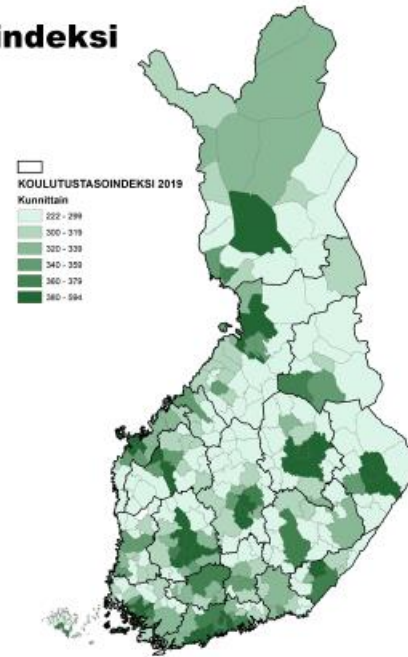 indeksi
KOULUTUSTASOINDEKSI 2019
Kunnittain
222 - 299
300 - 319
320 - 339
340 - 359
360 - 379
380 - 594